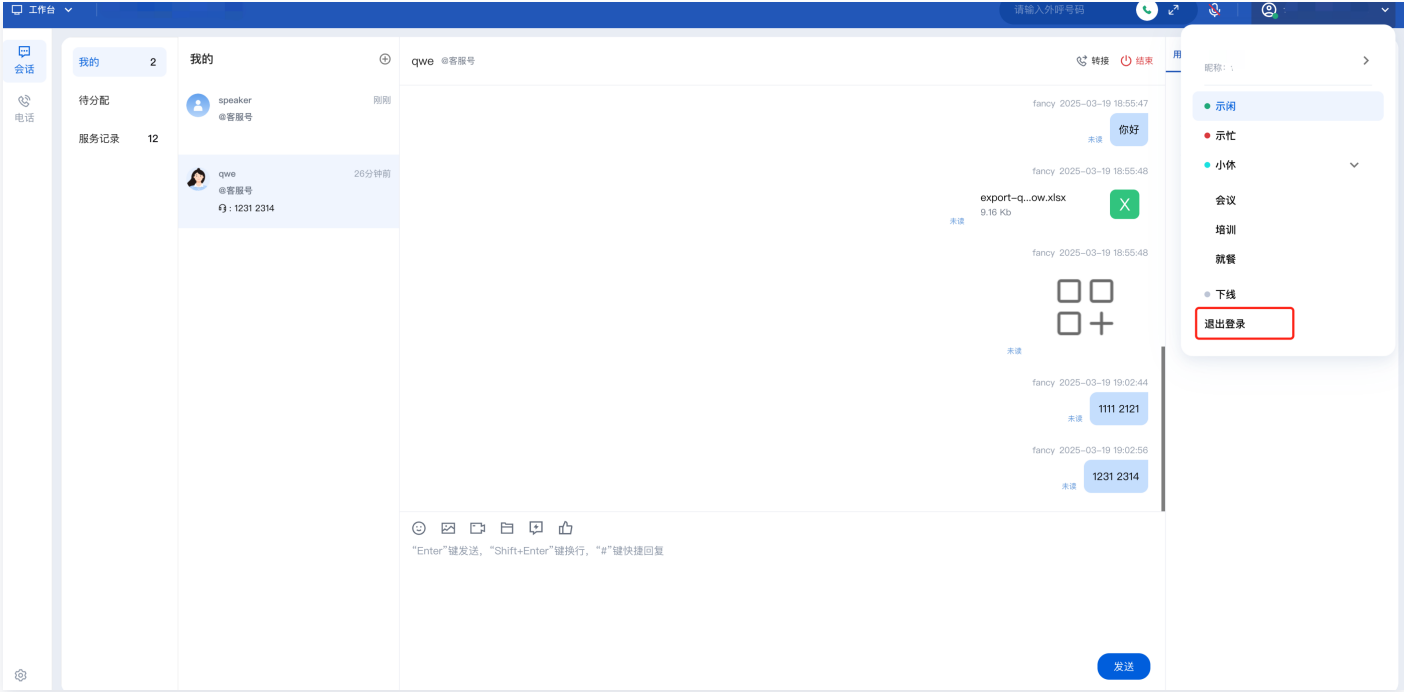 工作台
请输入外呼号码
会话
电话
我的 2
待分配
服务记录 12
我的
speaker 刚刚
@客服号
qwe 26分钟前
@客服号
: 1231 2314
qwe @客服号
转接 结束
fancy 2025-03-19 18:55:47
你好
未读
fancy 2025-03-19 18:55:48
export-q...ow.xlsx
9.16 Kb
X
未读
fancy 2025-03-19 18:55:48
未读
fancy 2025-03-19 19:02:44
1111 2121
未读
fancy 2025-03-19 19:02:56
1231 2314
未读
"Enter"键发送，"Shift+Enter"键换行，"#"键快捷回复
发送
用
昵称：
示闲
示忙
小休
会议
培训
就餐
下线
退出登录